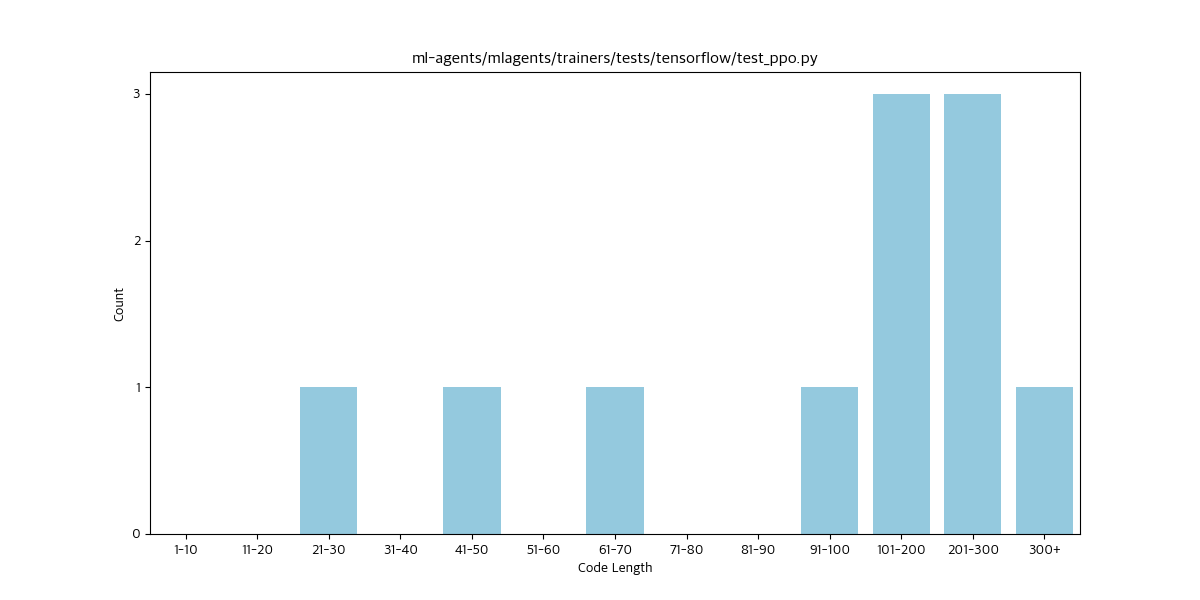 ml-agents/mlagents/trainers/tests/tensorflow/test_ppo.py
3
2
1
0
Count
1-10 11-20 21-30 31-40 41-50 51-60 61-70 71-80 81-90 91-100 101-200 201-300 300+
Code Length